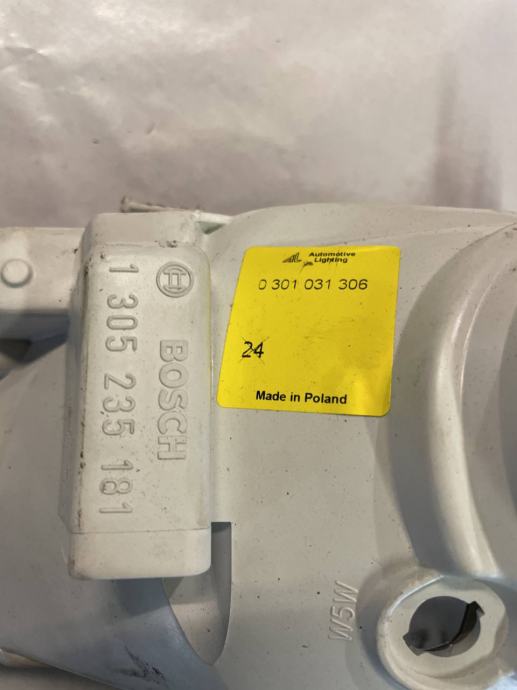 Automotive
Lighting
0 301 031 306
24
Made in Poland
BOSCH
1 305 235 181
W5W